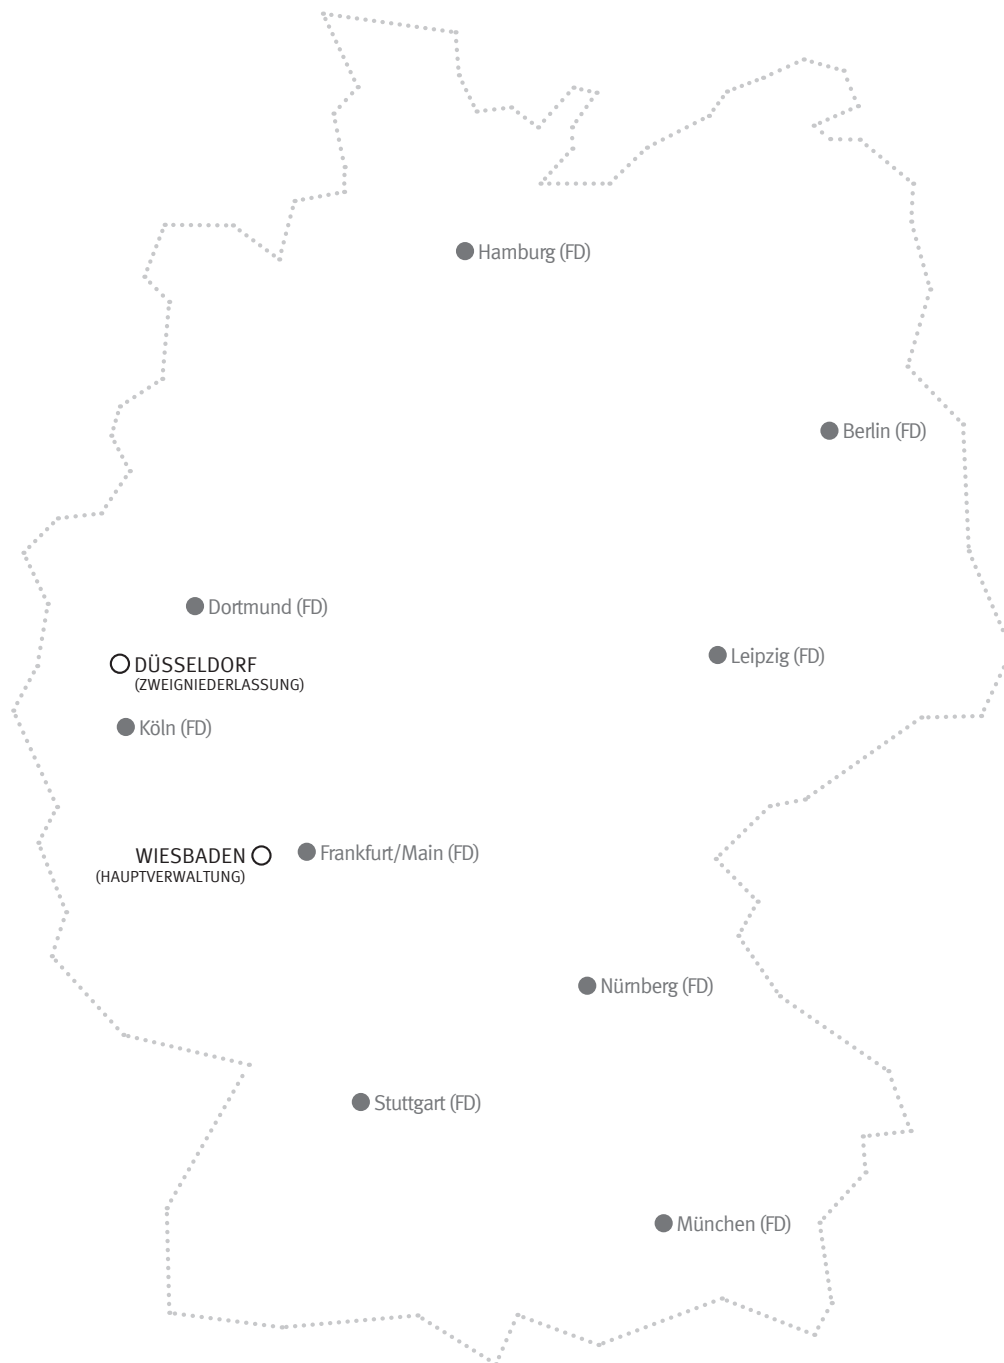 Hamburg (FD)
Berlin (FD)
Dortmund (FD)
DÜSSELDORF
(ZWEIGNIEDERLASSUNG)
Leipzig (FD)
Köln (FD)
WIESBADEN
(HAUPTVERWALTUNG)
Frankfurt/Main (FD)
Nürnberg (FD)
Stuttgart (FD)
München (FD)